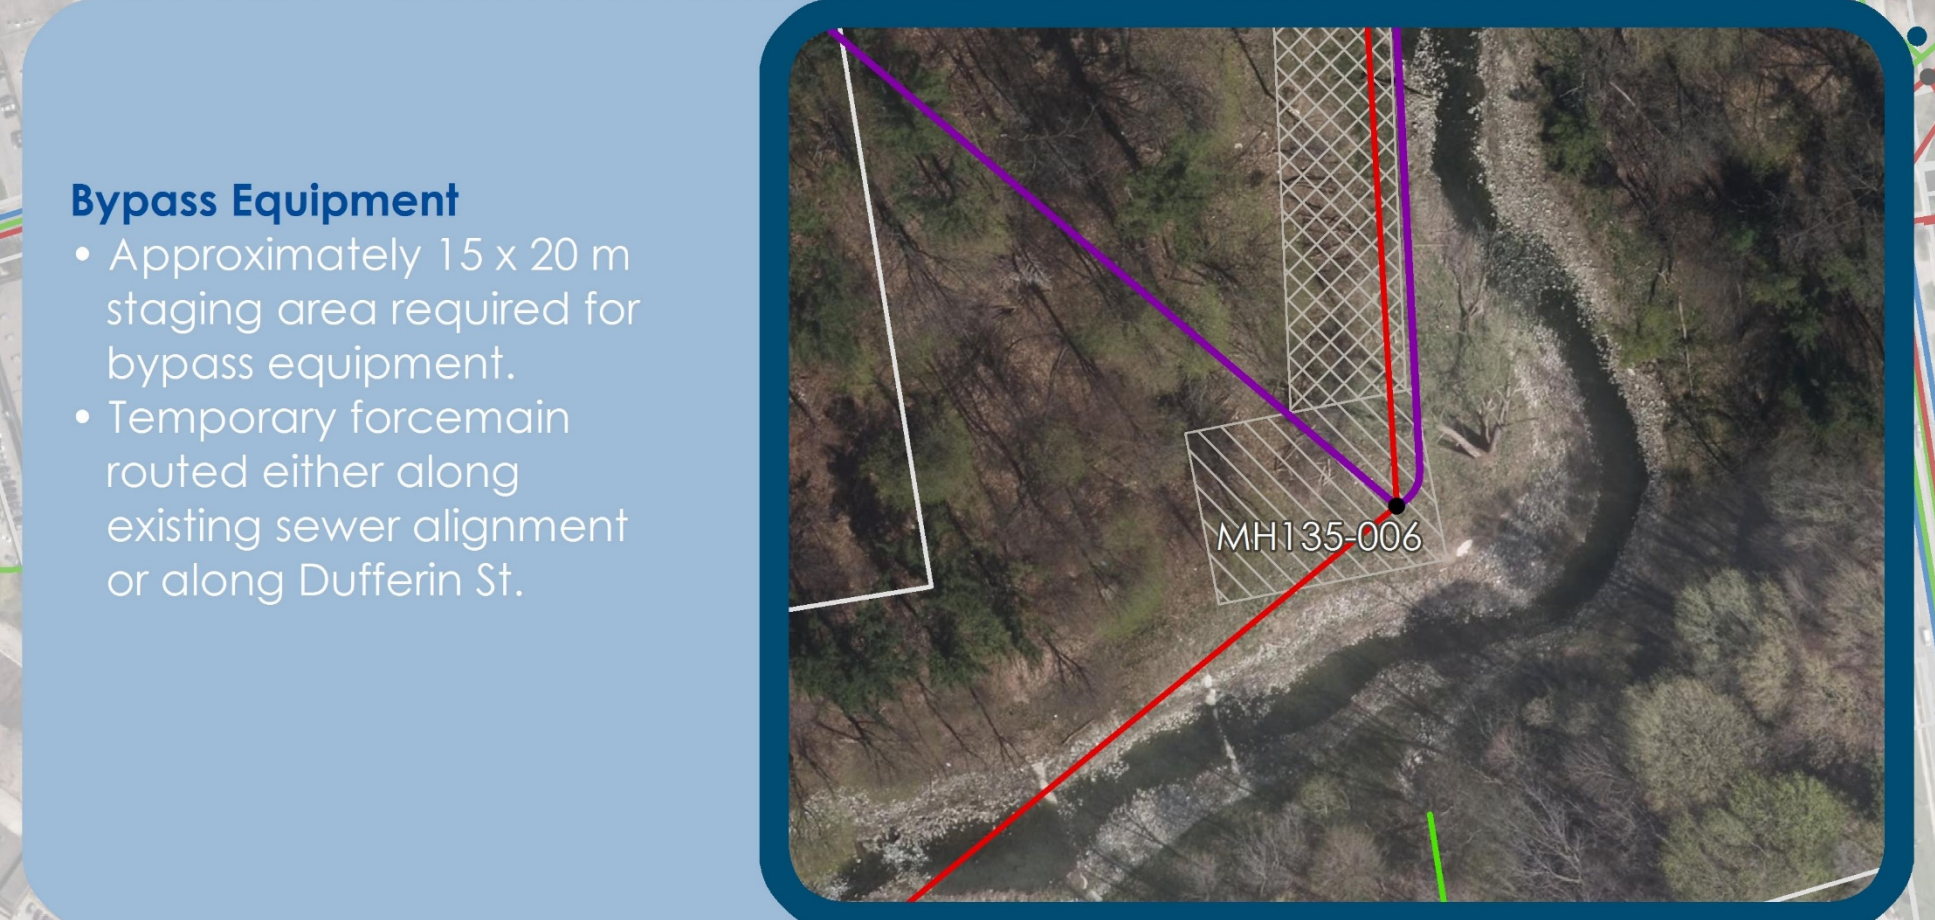 Bypass Equipment
• Approximately 15 x 20 m
staging area required for
bypass equipment.
• Temporary forcemain
routed either along
existing sewer alignment
or along Dufferin St.
MH135-006